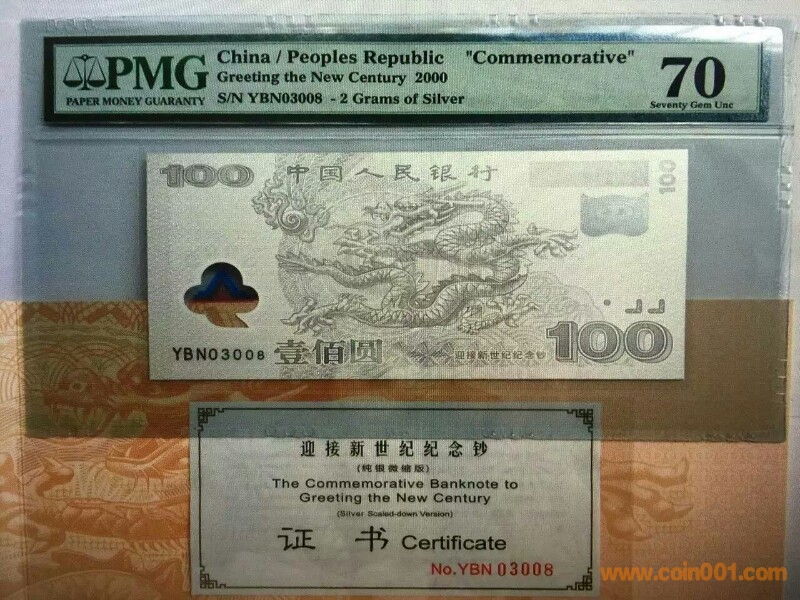 PMG
PAPER MONEY GUARANTY
China / Peoples Republic "Commemorative"
Greeting the New Century 2000
S/N YBN03008 - 2 Grams of Silver
70
Seventy Gem Unc
100
中国人民银行
100
YBN03008
壹佰圆
迎接新世纪纪念钞
100
迎接新世纪纪念钞
(纯银微缩版)
The Commemorative Banknote to
Greeting the New Century
(Silver Scaled-down Version)
证书 Certificate
No.YBN 03008
www.coin001.com